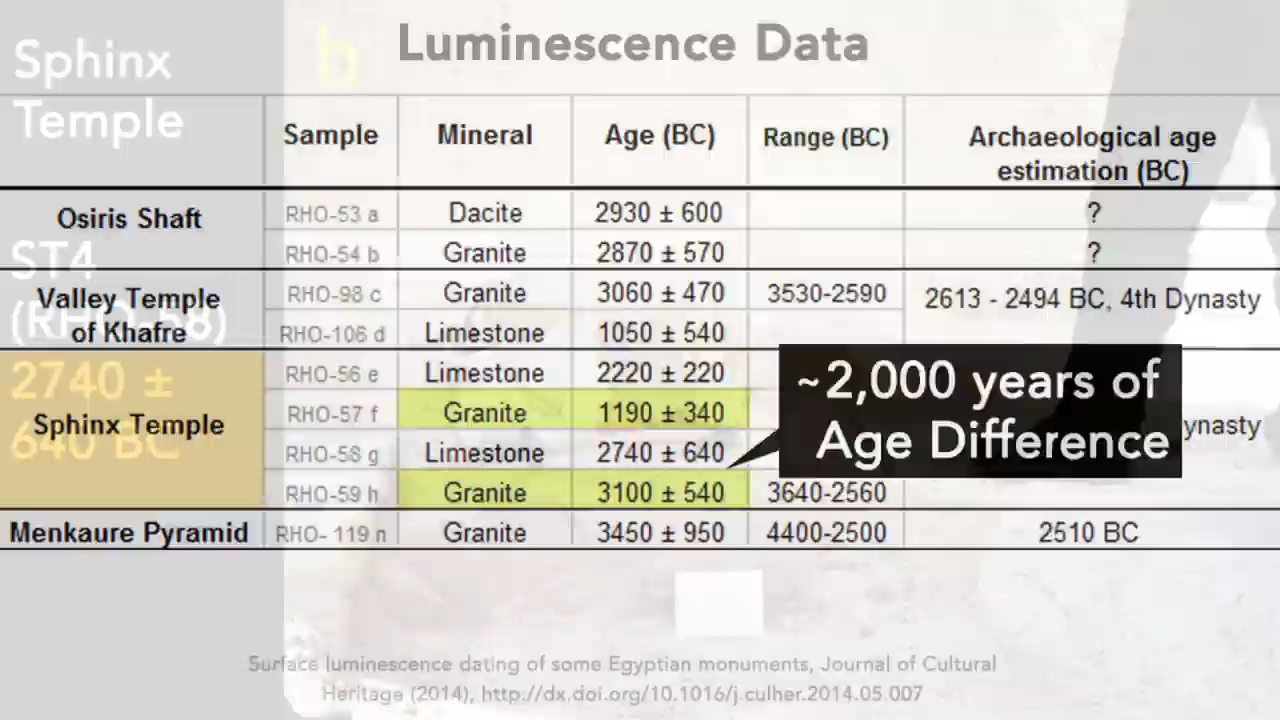 Luminescence Data
Sphinx
Temple
b
Sample Mineral Age (BC) Range (BC) Archaeological age
estimation (BC)
Osiris Shaft
RHO-53 a Dacite 2930 ± 600 ?
RHO-54 b Granite 2870 ± 570 ?
ST4
(RHO-58)
Valley Temple
of Khafre
RHO-98 c Granite 3060 ± 470 3530-2590 2613 - 2494 BC, 4th Dynasty
RHO-106 d Limestone 1050 ± 540
2740 ±
640 BC
Sphinx Temple
RHO-56 e Limestone 2220 ± 220
RHO-57 f Granite 1190 ± 340
RHO-58 g Limestone 2740 ± 640
RHO-59 h Granite 3100 ± 540 3640-2560
~2,000 years of
Age Difference
ynasty
Menkaure Pyramid RHO- 119 n Granite 3450 ± 950 4400-2500 2510 BC
Surface luminescence dating of some Egyptian monuments, Journal of Cultural
Heritage (2014), http://dx.doi.org/10.1016/j.culher.2014.05.007